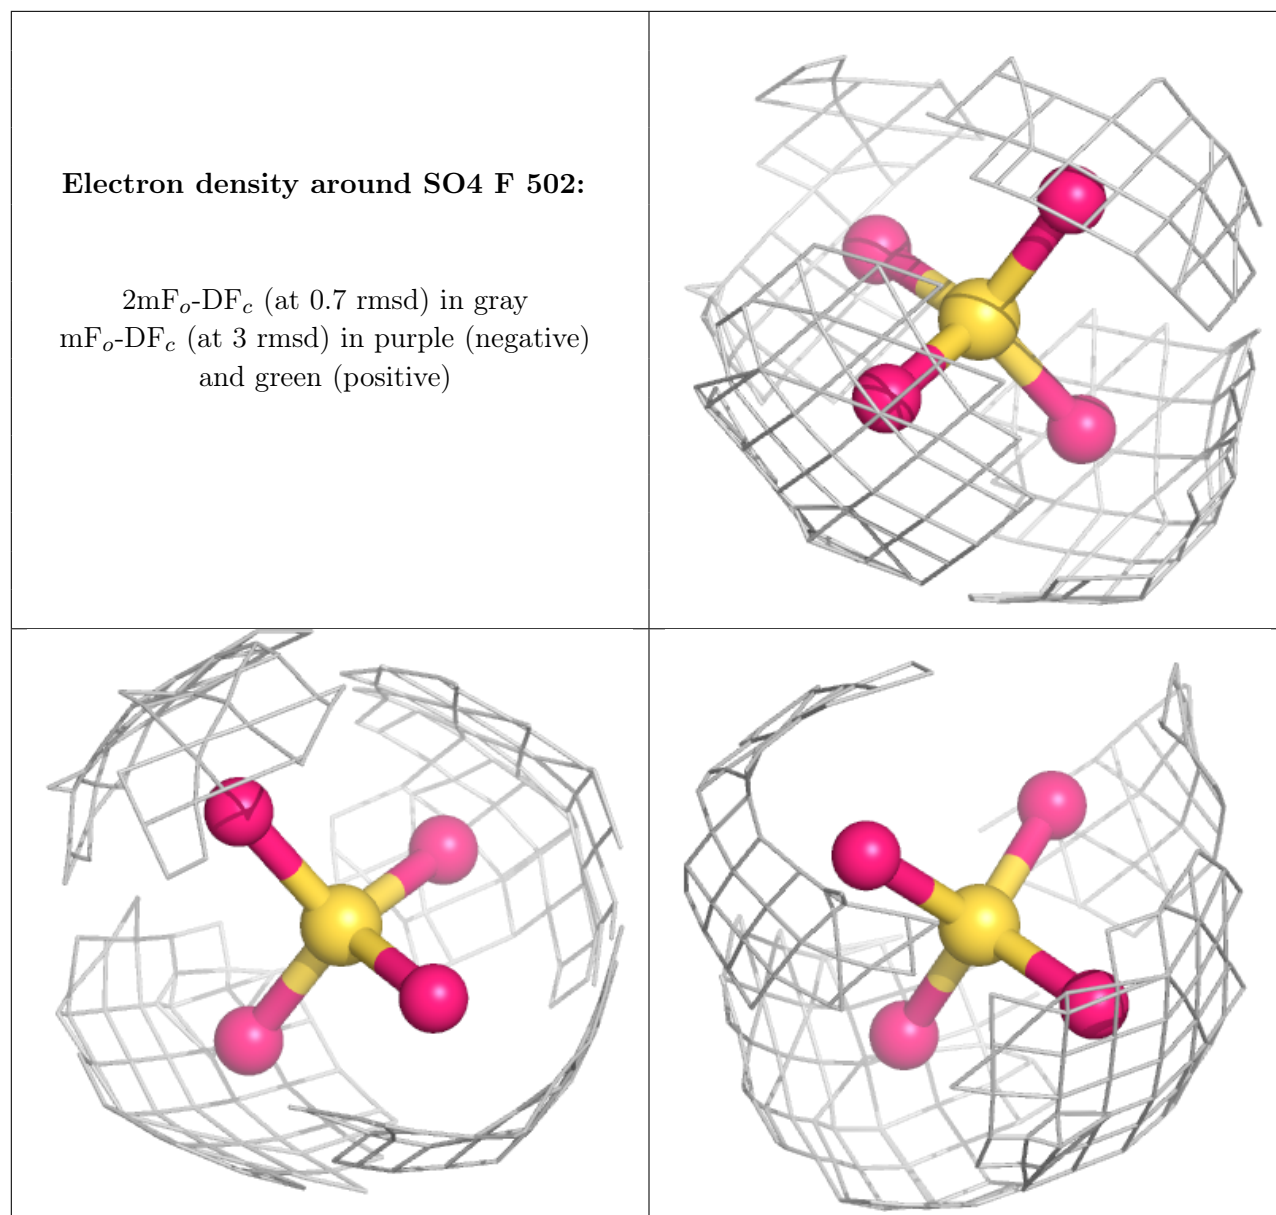 Electron density around SO4 F 502:
2mFₒ-DF𝒸 (at 0.7 rmsd) in gray
mFₒ-DF𝒸 (at 3 rmsd) in purple (negative)
and green (positive)